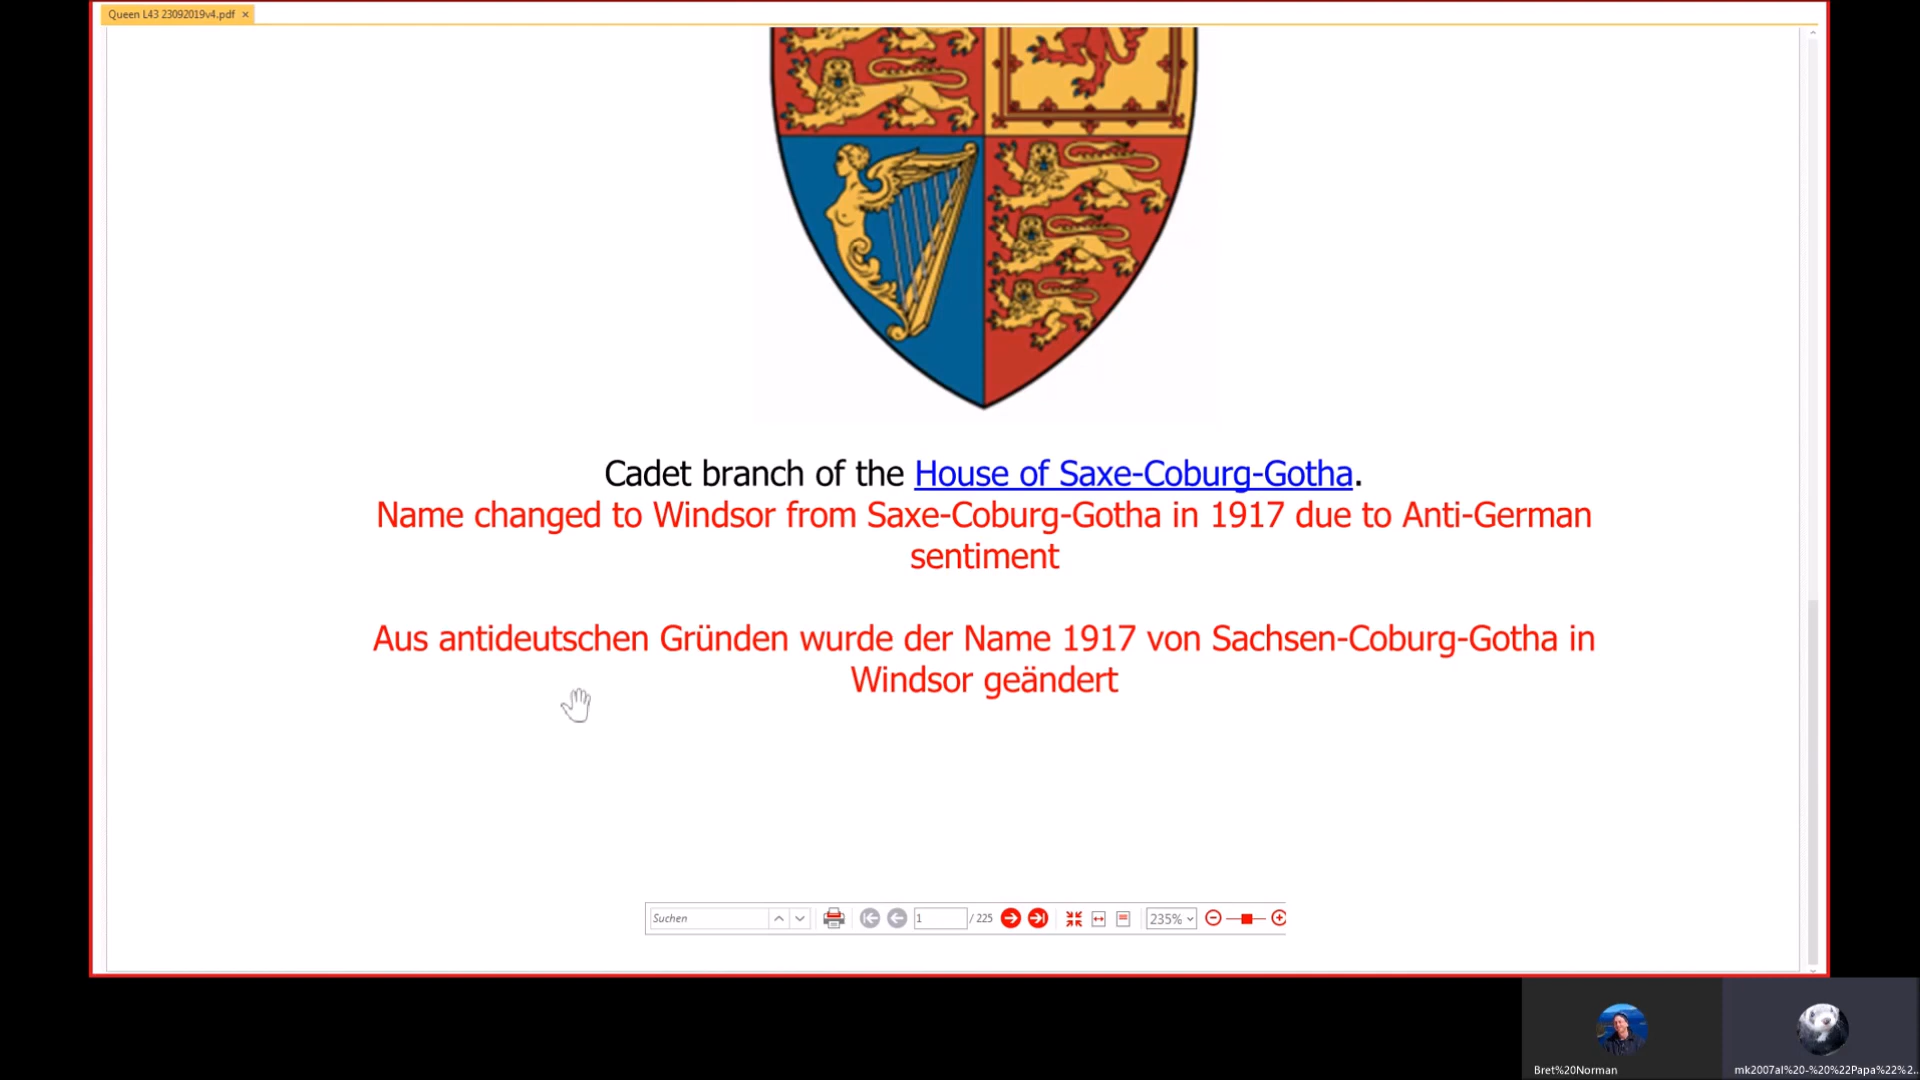 Queen L43 23092019v4.pdf ×
Cadet branch of the House of Saxe-Coburg-Gotha.
Name changed to Windsor from Saxe-Coburg-Gotha in 1917 due to Anti-German
sentiment
Aus antideutschen Gründen wurde der Name 1917 von Sachsen-Coburg-Gotha in
Windsor geändert
Suchen 1 / 225 235%
Bret%20Norman
mk2007al%20-%20%22Papa%22%2...